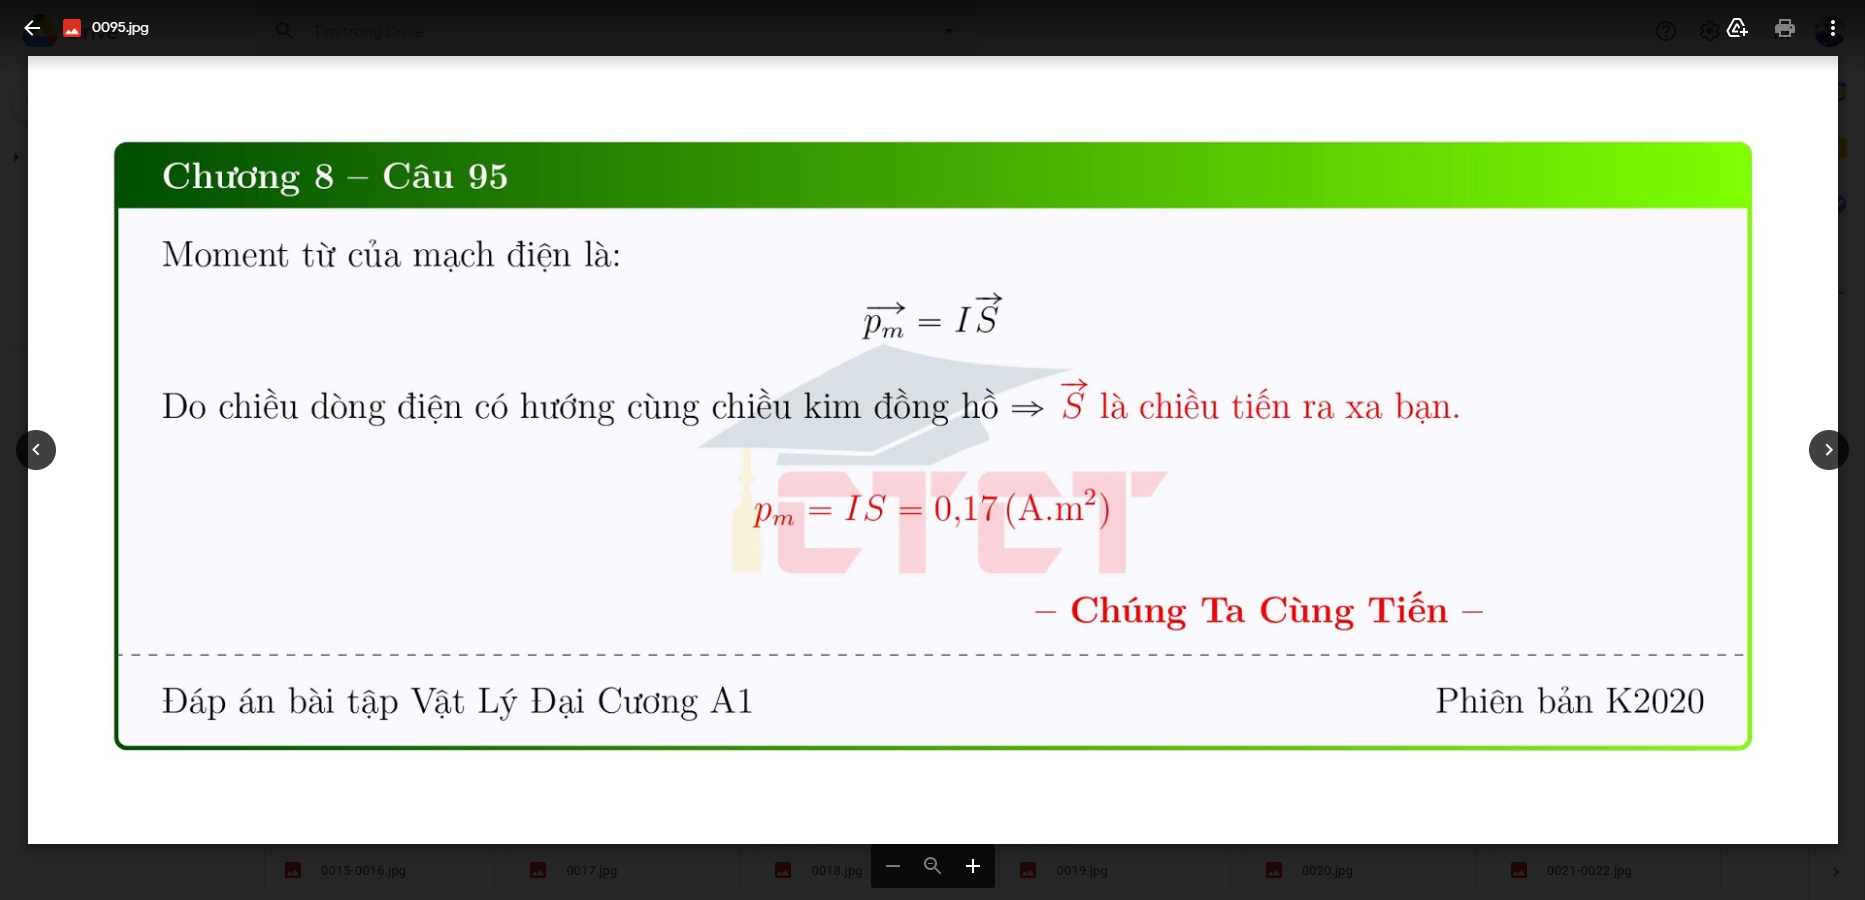 0095.jpg
Tìm trong Drive
Chương 8 – Câu 95
Moment từ của mạch điện là:
$\overrightarrow{p_m} = I\overrightarrow{S}$
Do chiều dòng điện có hướng cùng chiều kim đồng hồ ⇒ $\overrightarrow{S}$ là chiều tiến ra xa bạn.
$p_m = IS = 0,17 (A.m^2)$
CTCT
– Chúng Ta Cùng Tiến –
Đáp án bài tập Vật Lý Đại Cương A1 Phiên bản K2020
0015-0016.jpg 0017.jpg 0018.jpg 0019.jpg 0020.jpg 0021-0022.jpg